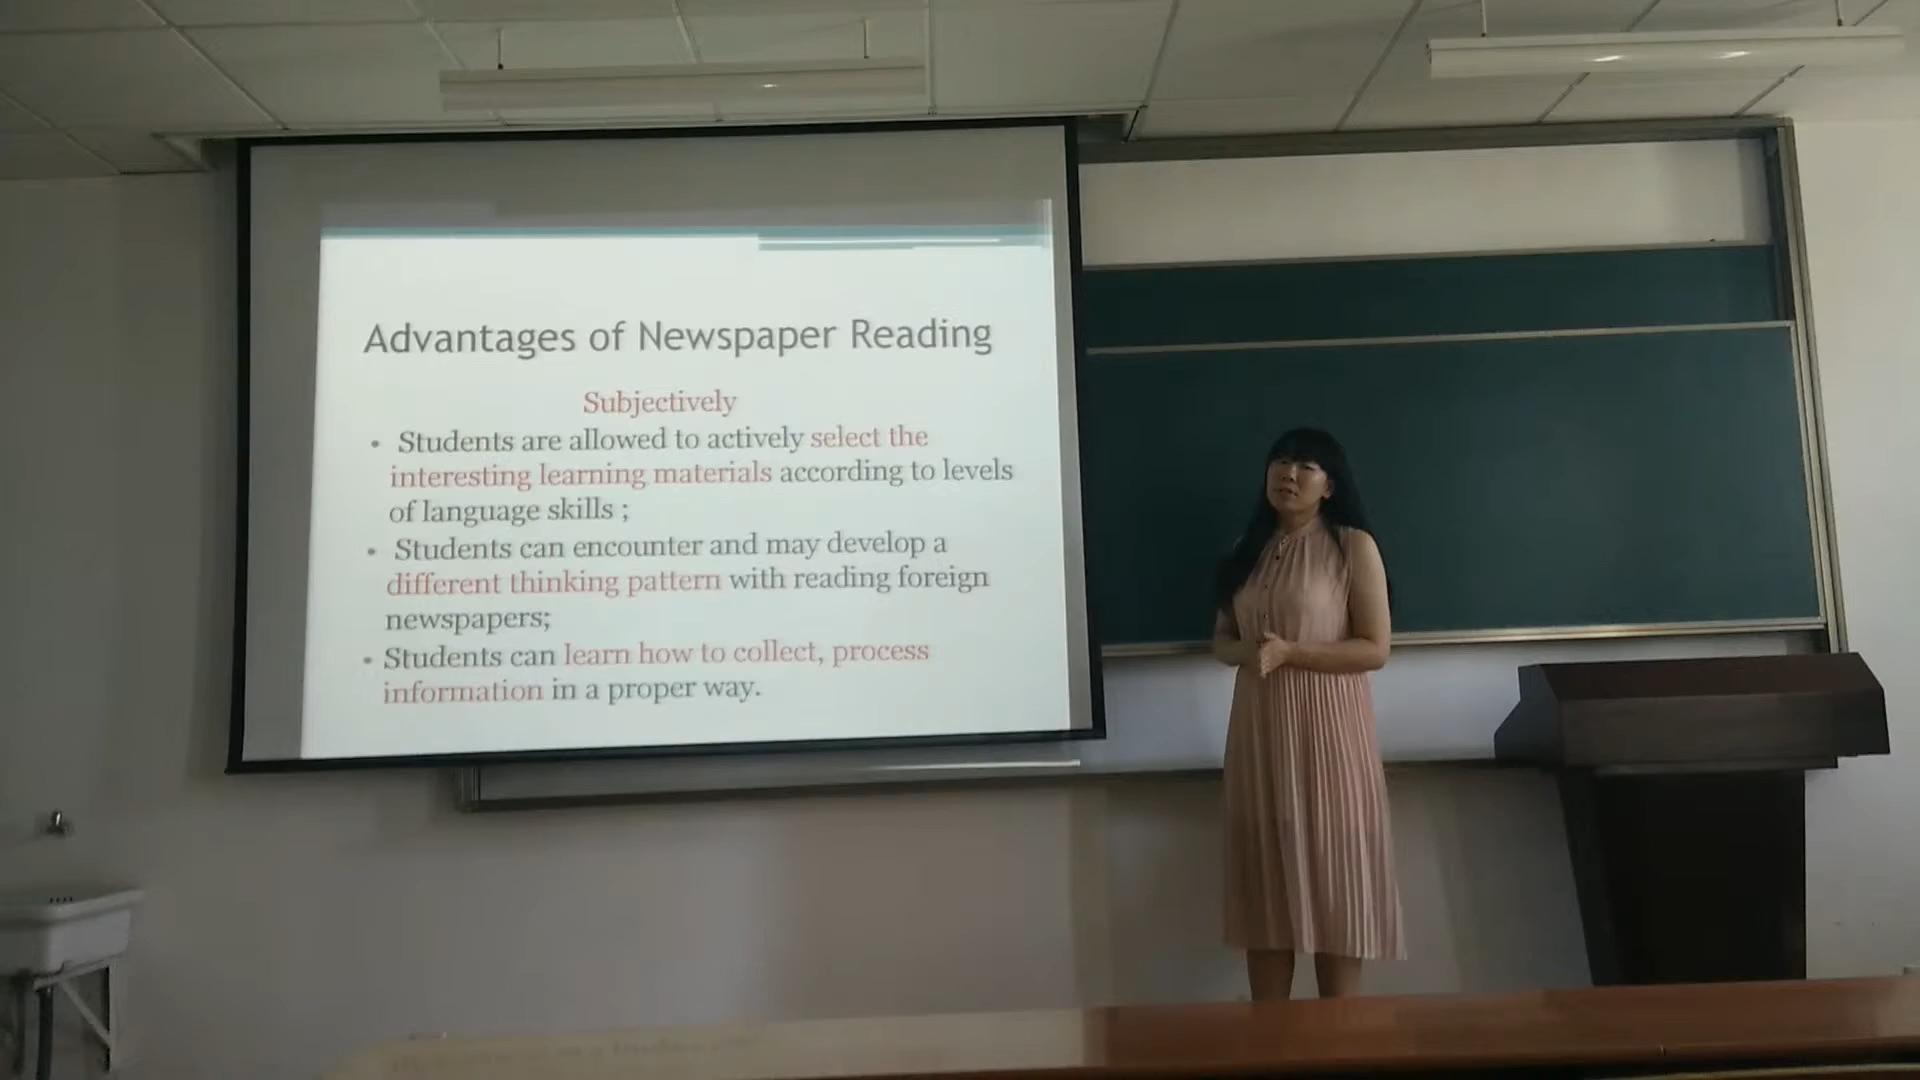 Advantages of Newspaper Reading
Subjectively
• Students are allowed to actively select the
interesting learning materials according to levels
of language skills ;
• Students can encounter and may develop a
different thinking pattern with reading foreign
newspapers;
• Students can learn how to collect, process
information in a proper way.